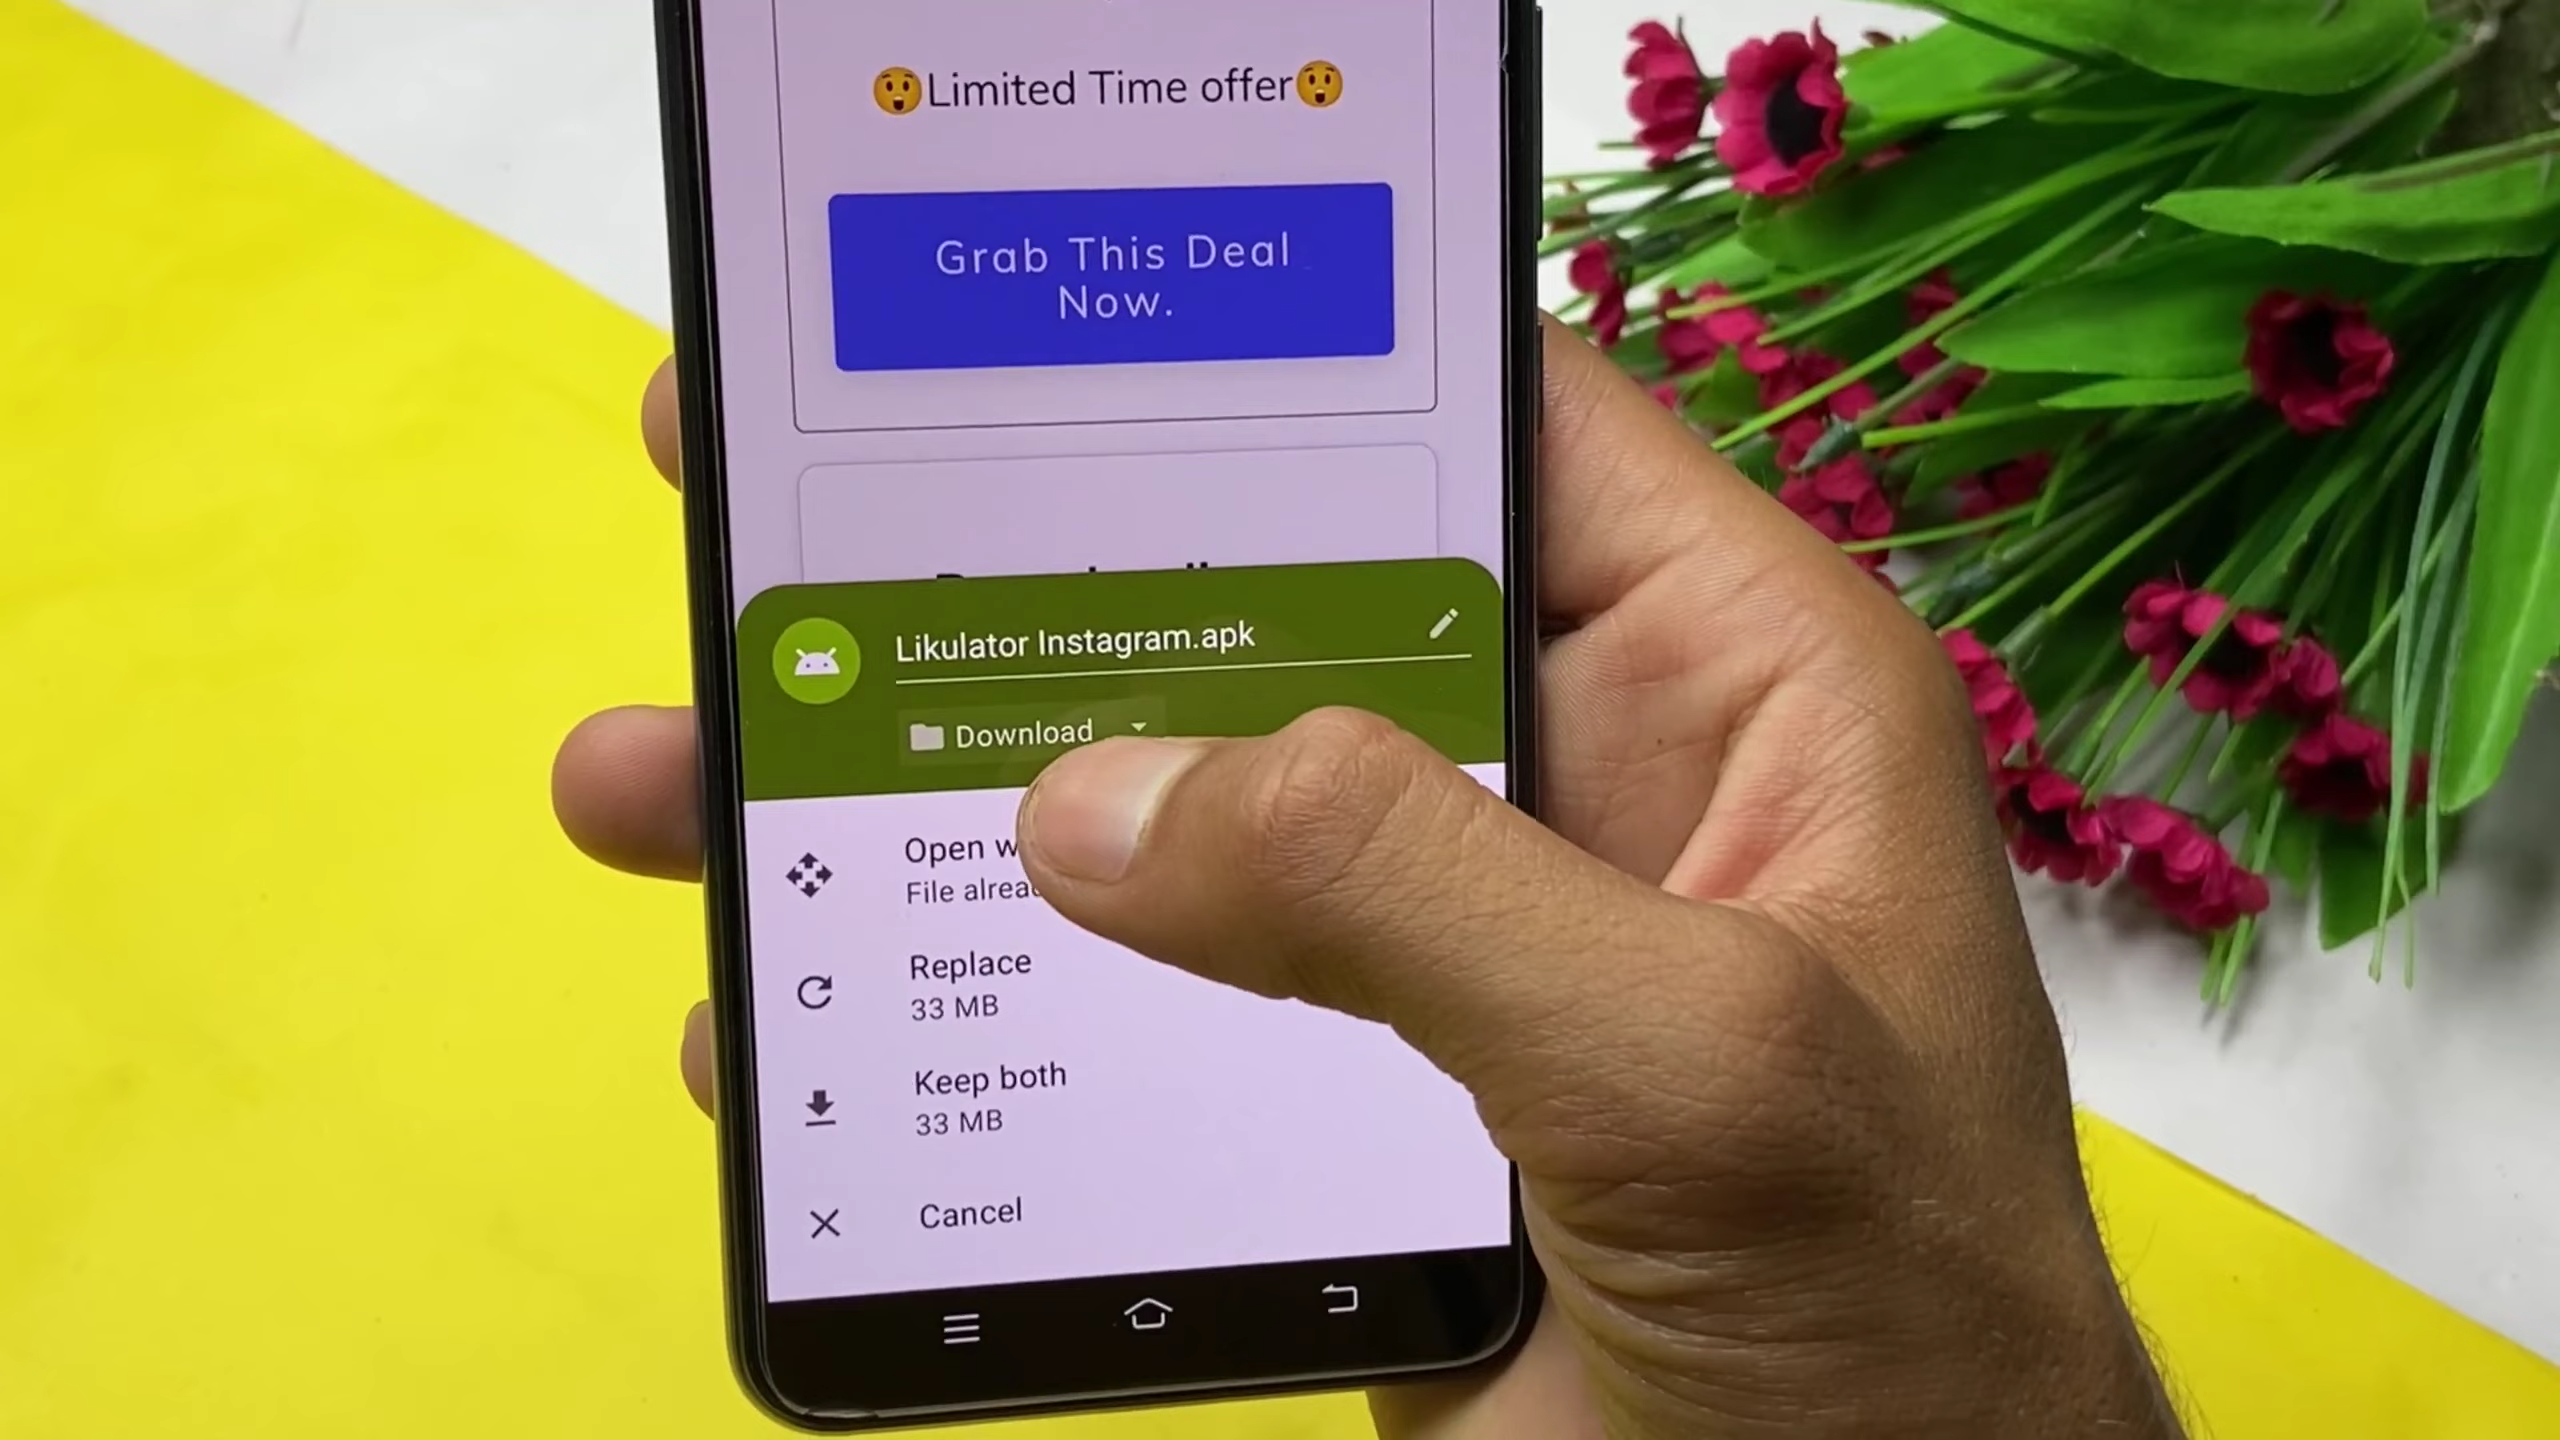 😲Limited Time offer😲
Grab This Deal
Now.
Likulator Instagram.apk
Download
Open
File
Replace
33 MB
Keep both
33 MB
Cancel